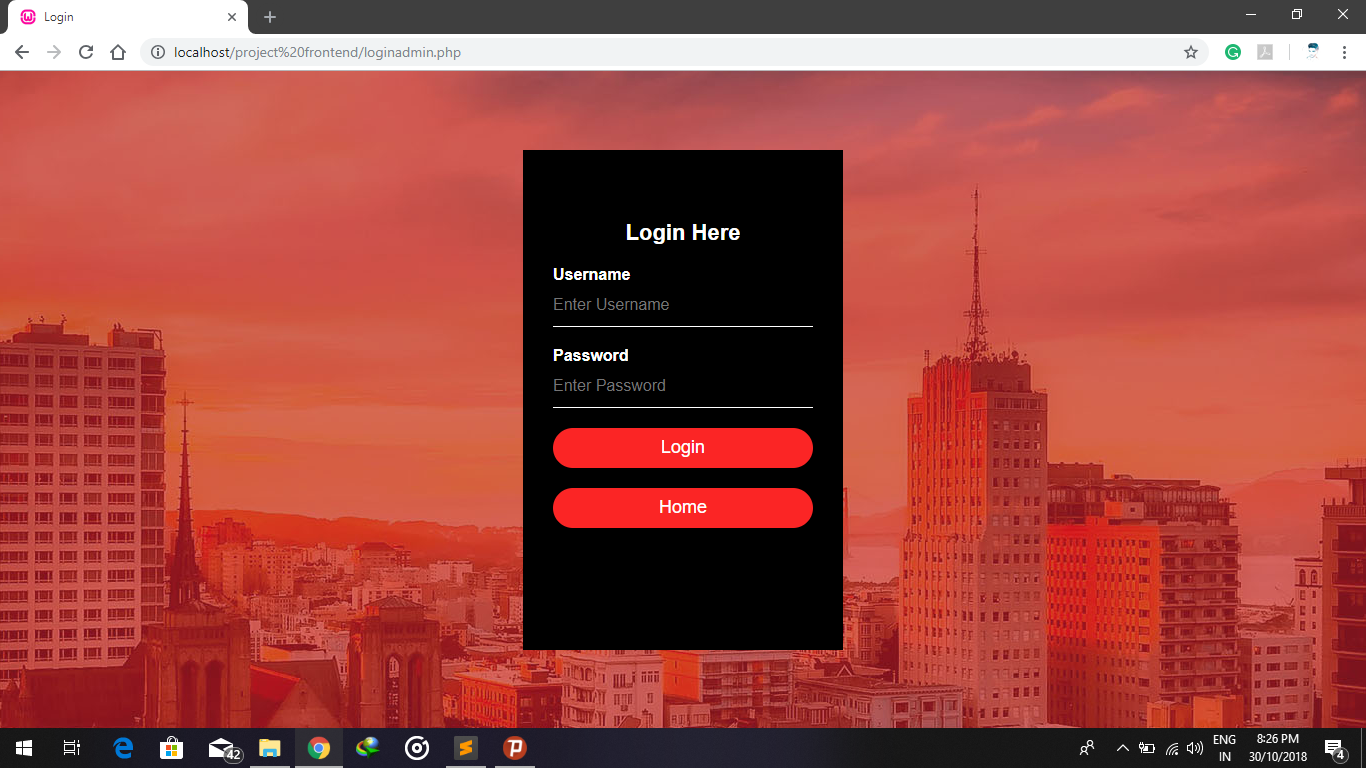 Login
localhost/project%20frontend/loginadmin.php
Login Here
Username
Enter Username
Password
Enter Password
Login
Home
42
ENG
IN
8:26 PM
30/10/2018
4